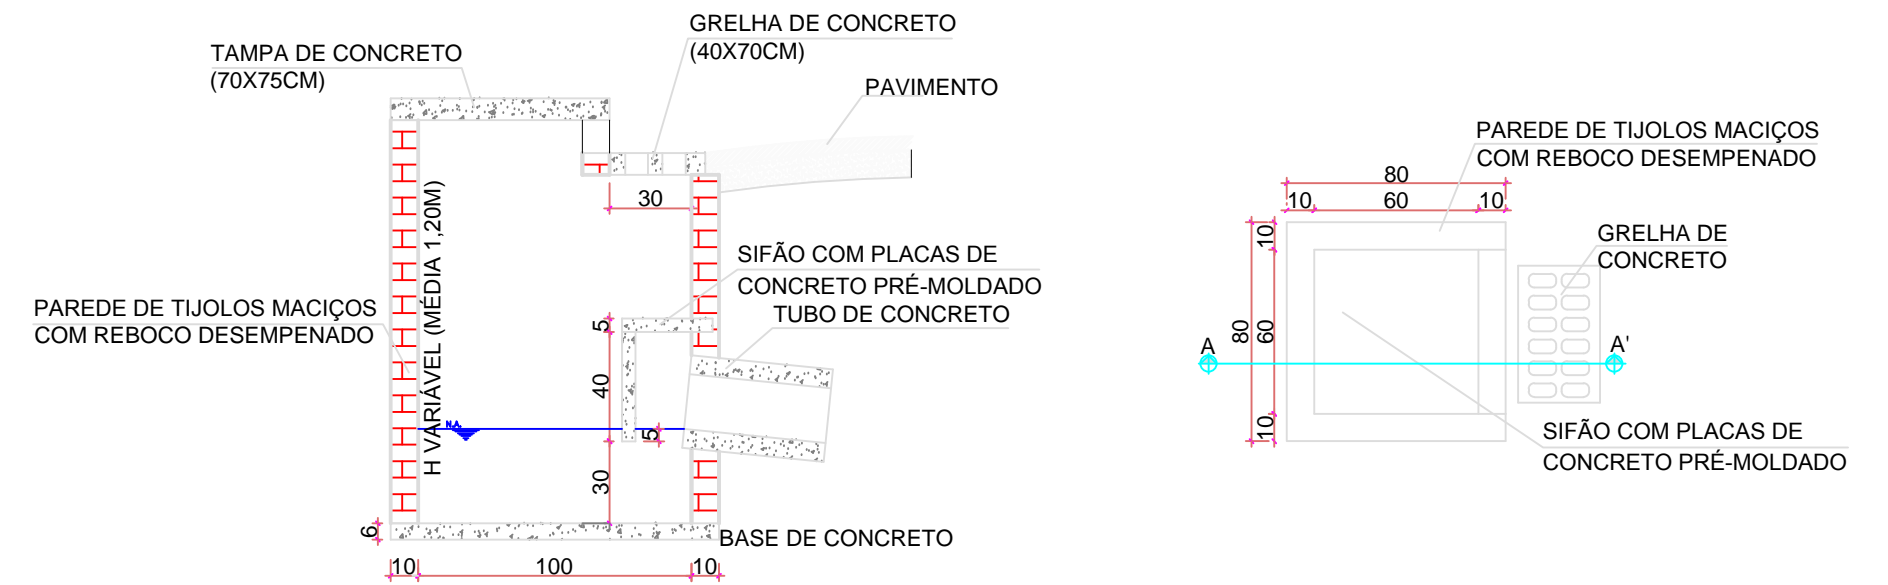 GRELHA DE CONCRETO
(40X70CM)
TAMPA DE CONCRETO
(70X75CM)
PAVIMENTO
30
H VARIÁVEL (MÉDIA 1,20M)
SIFÃO COM PLACAS DE
CONCRETO PRÉ-MOLDADO
TUBO DE CONCRETO
PAREDE DE TIJOLOS MACIÇOS
COM REBOCO DESEMPENADO
5
40
N.A.
5
30
6
BASE DE CONCRETO
10
100
10
PAREDE DE TIJOLOS MACIÇOS
COM REBOCO DESEMPENADO
80
10
60
10
10
GRELHA DE
CONCRETO
80
60
A
A'
10
SIFÃO COM PLACAS DE
CONCRETO PRÉ-MOLDADO